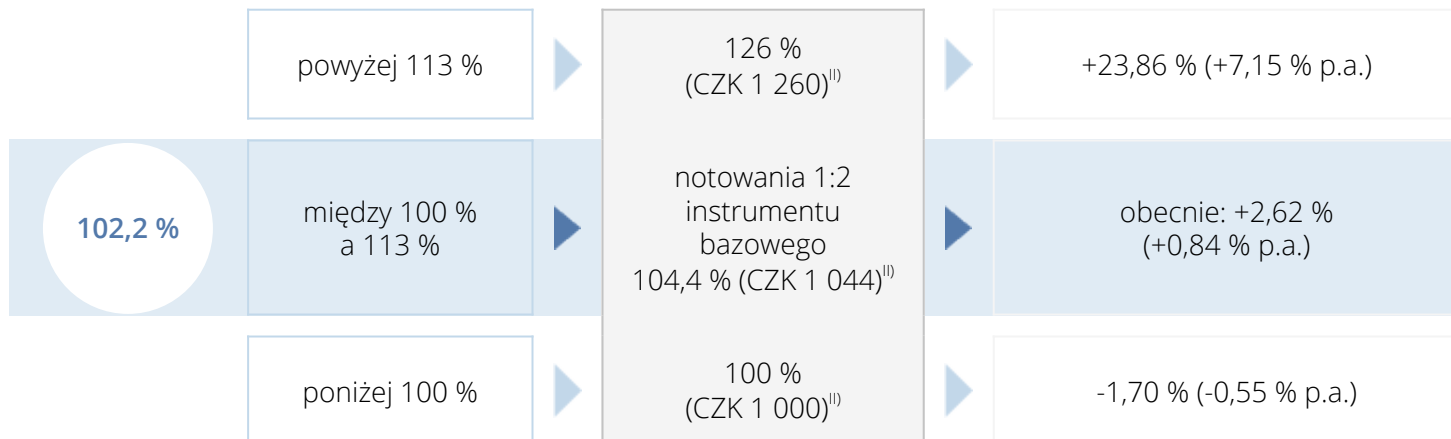 powyżej 113 %
126 %
(CZK 1 260)II)
+23,86 % (+7,15 % p.a.)
102,2 %
między 100 %
a 113 %
notowania 1:2
instrumentu
bazowego
104,4 % (CZK 1 044)II)
obecnie: +2,62 %
(+0,84 % p.a.)
poniżej 100 %
100 %
(CZK 1 000)II)
-1,70 % (-0,55 % p.a.)